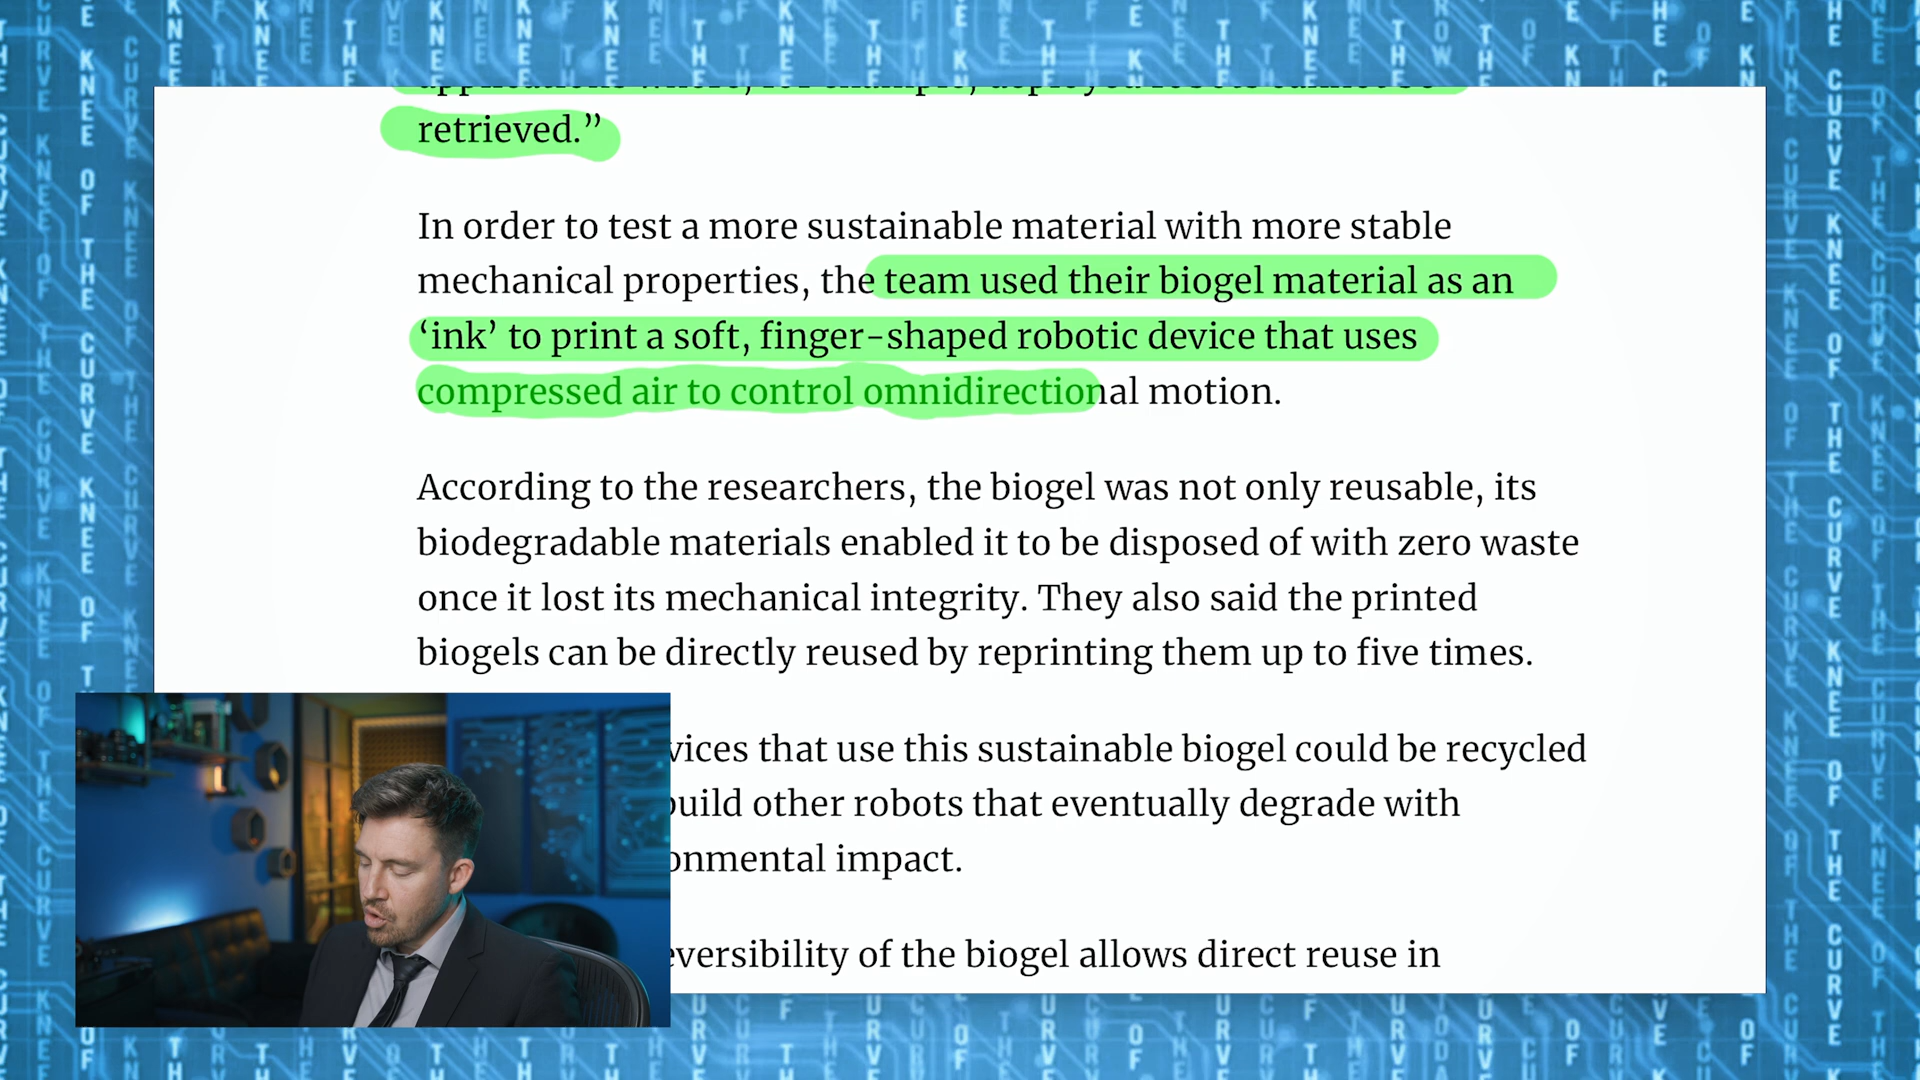 retrieved.”
In order to test a more sustainable material with more stable
mechanical properties, the team used their biogel material as an
‘ink’ to print a soft, finger-shaped robotic device that uses
compressed air to control omnidirectional motion.
According to the researchers, the biogel was not only reusable, its
biodegradable materials enabled it to be disposed of with zero waste
once it lost its mechanical integrity. They also said the printed
biogels can be directly reused by reprinting them up to five times.
that use this sustainable biogel could be recycled
other robots that eventually degrade with
impact.
of the biogel allows direct reuse in
KNEE OF THE CURVE